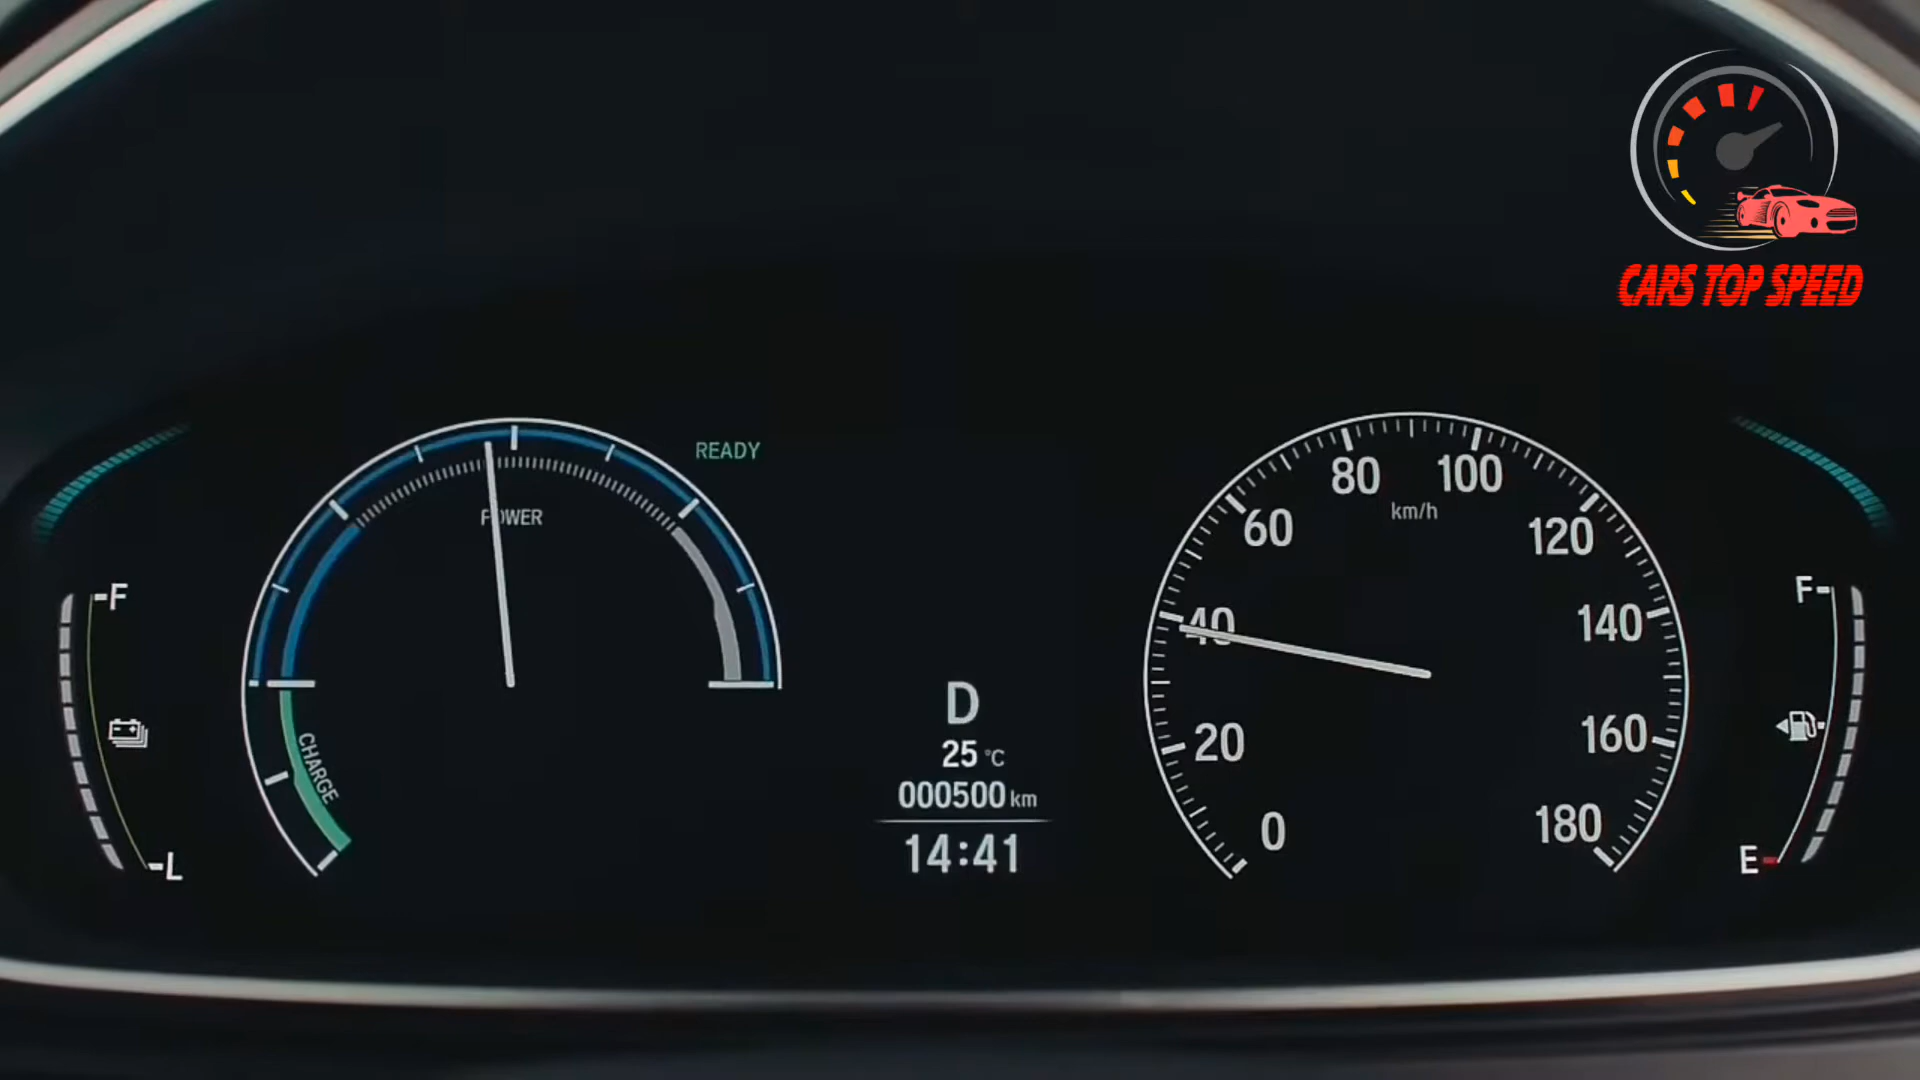 CARS TOP SPEED
READY
POWER
CHARGE
F
L
D
25 °C
000500 km
14:41
0
20
40
60
80
100
120
140
160
180
km/h
F
E